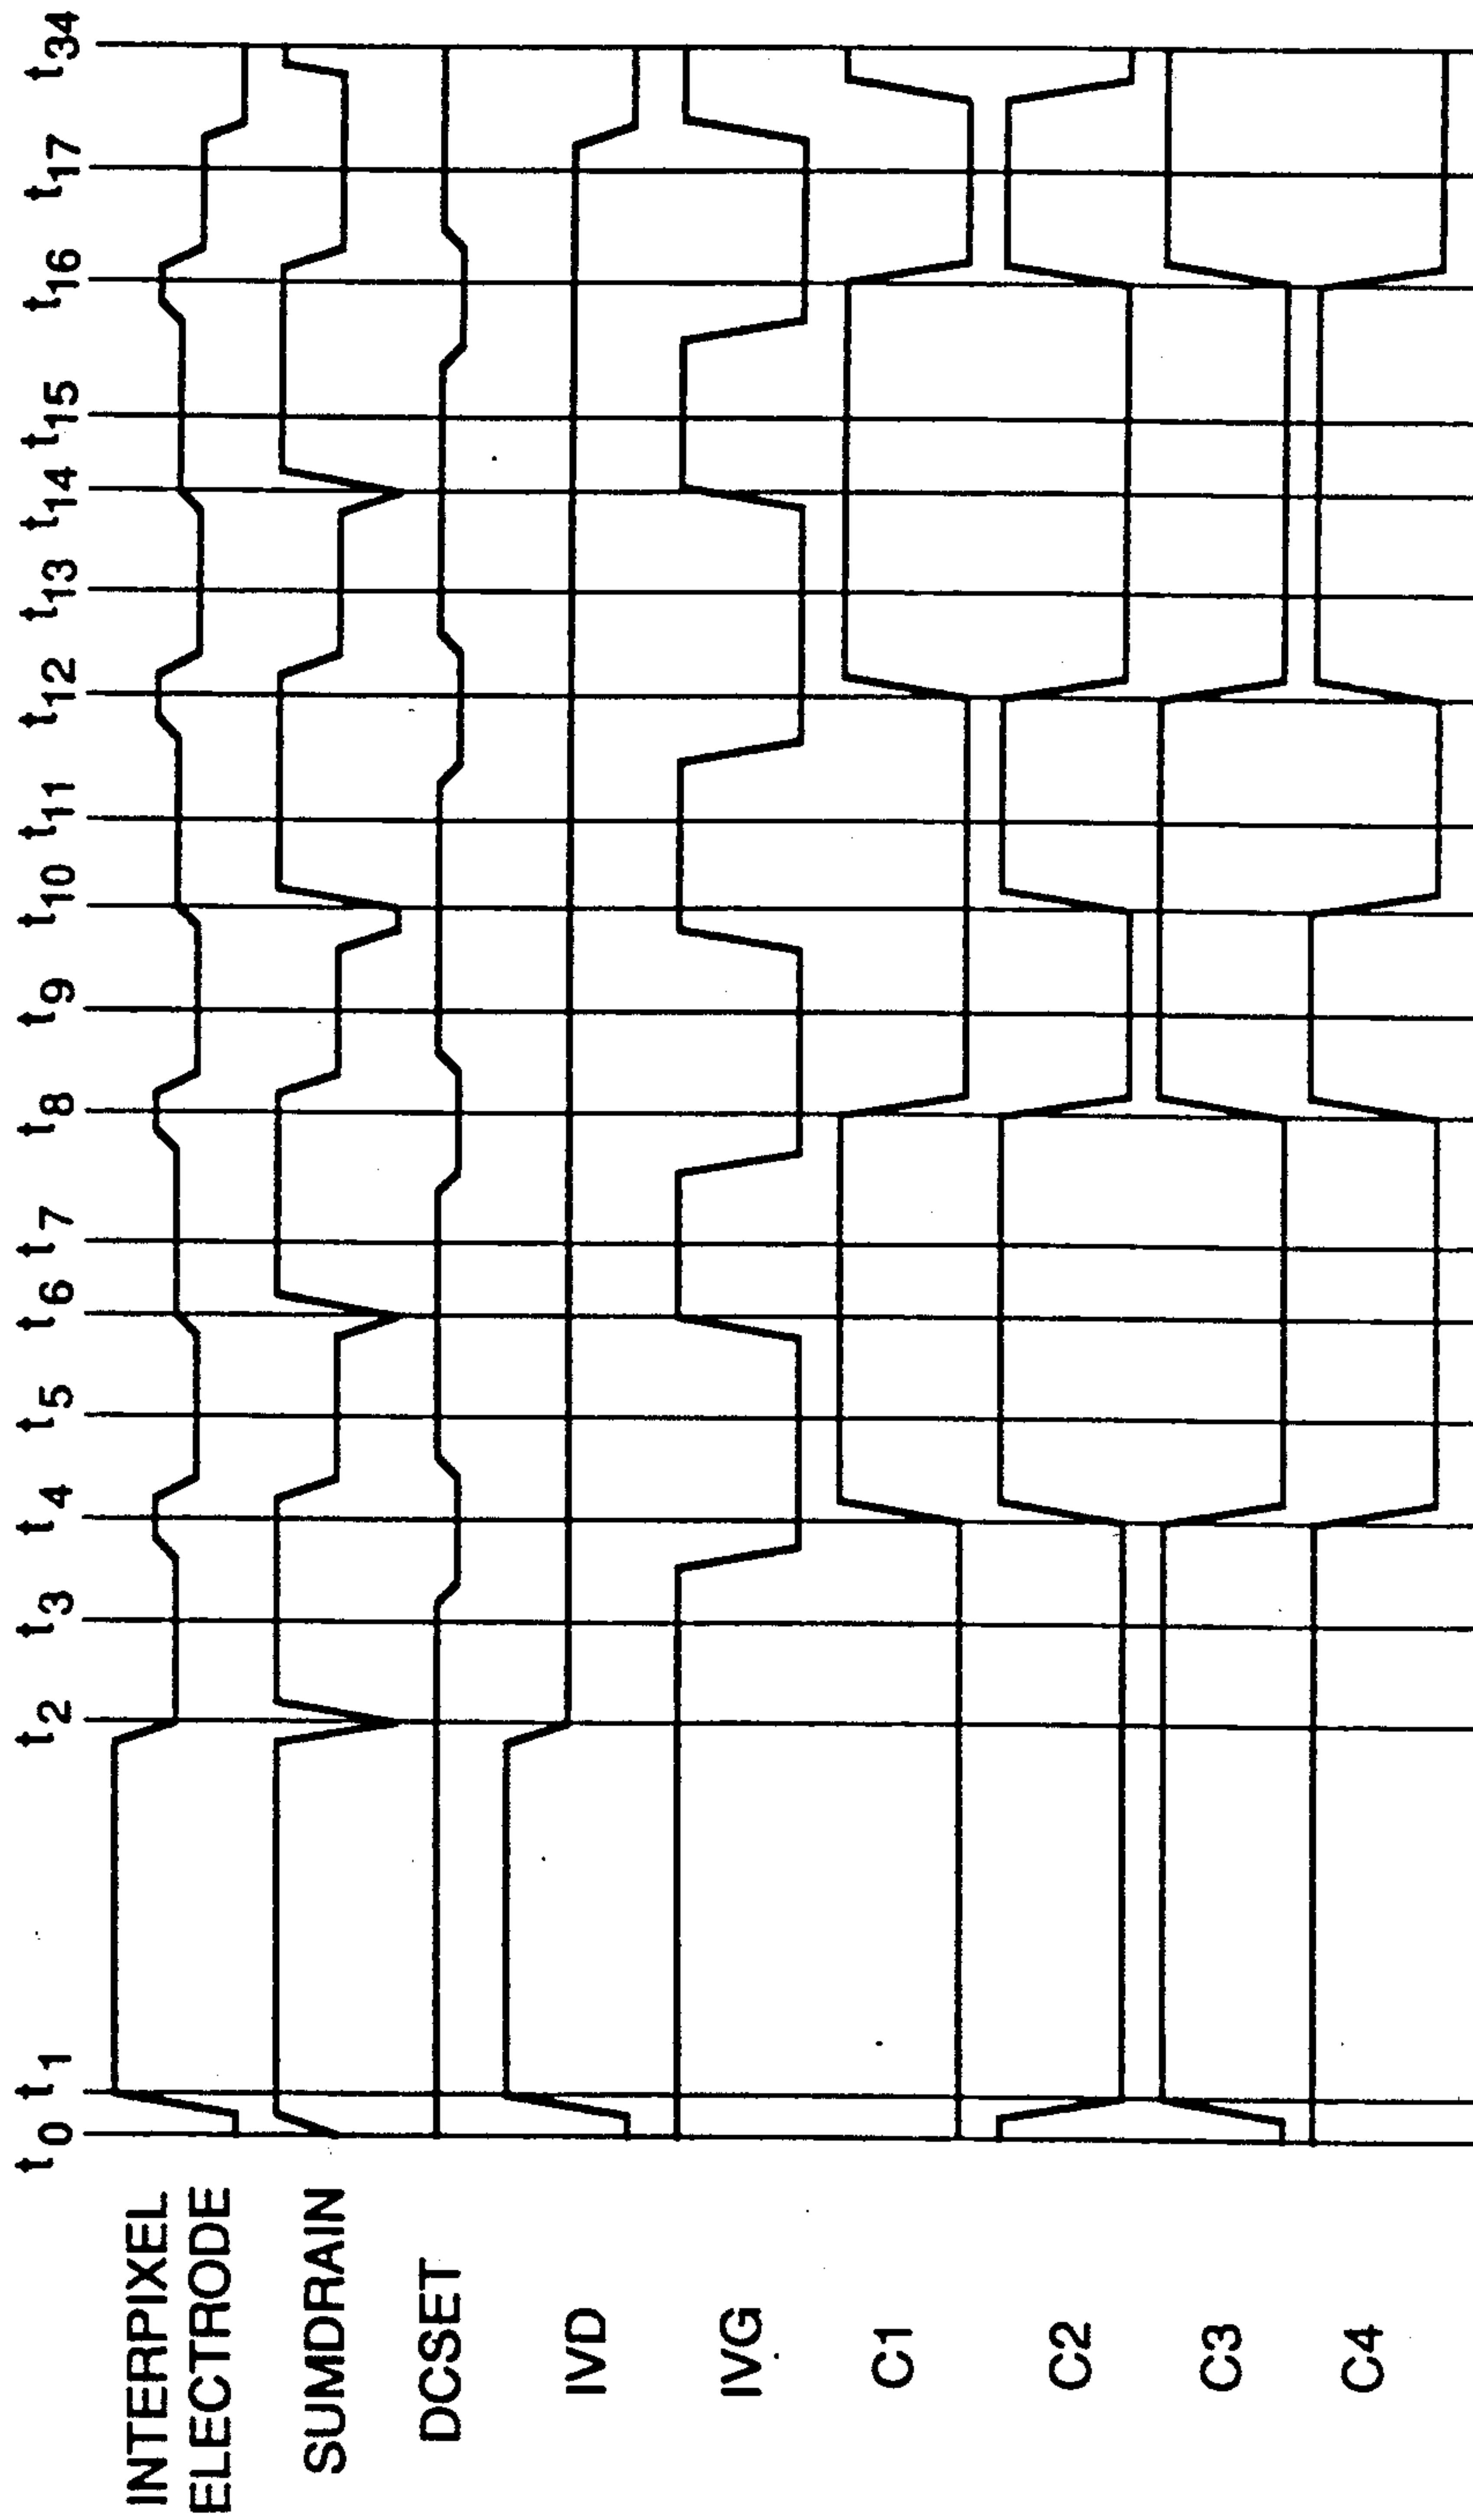 t0 t1 t2 t3 t4 t5 t6 t7 t8 t9 t10 t11 t12 t13 t14 t15 t16 t17 t34
INTERPIXEL
ELECTRODE
SUMDRAIN
DCSET
IVD
IVG
C1
C2
C3
C4